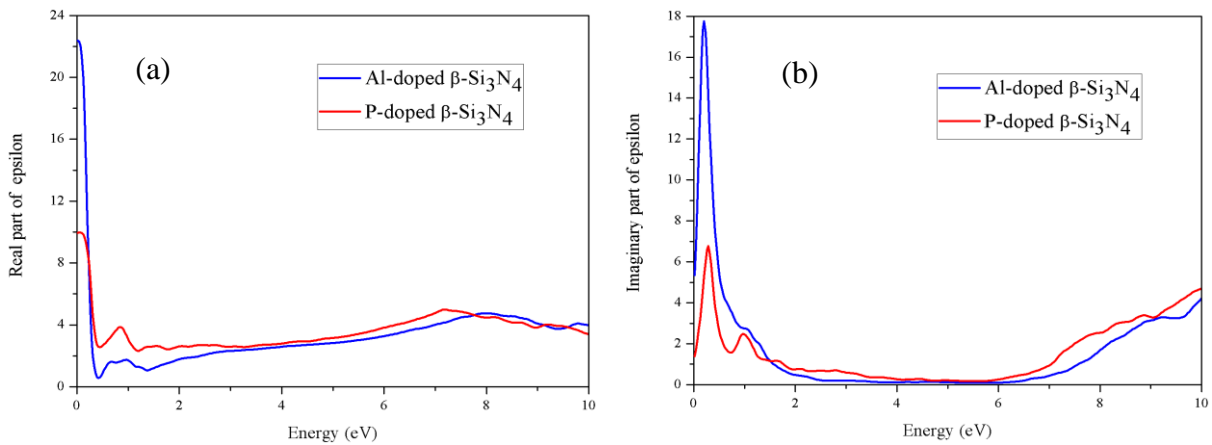 (a)
Al-doped β-Si3N4
P-doped β-Si3N4
Real part of epsilon
24
20
16
12
8
4
0
0 2 4 6 8 10
Energy (eV)
(b)
Al-doped β-Si3N4
P-doped β-Si3N4
Imaginary part of epsilon
18
16
14
12
10
8
6
4
2
0
0 2 4 6 8 10
Energy (eV)